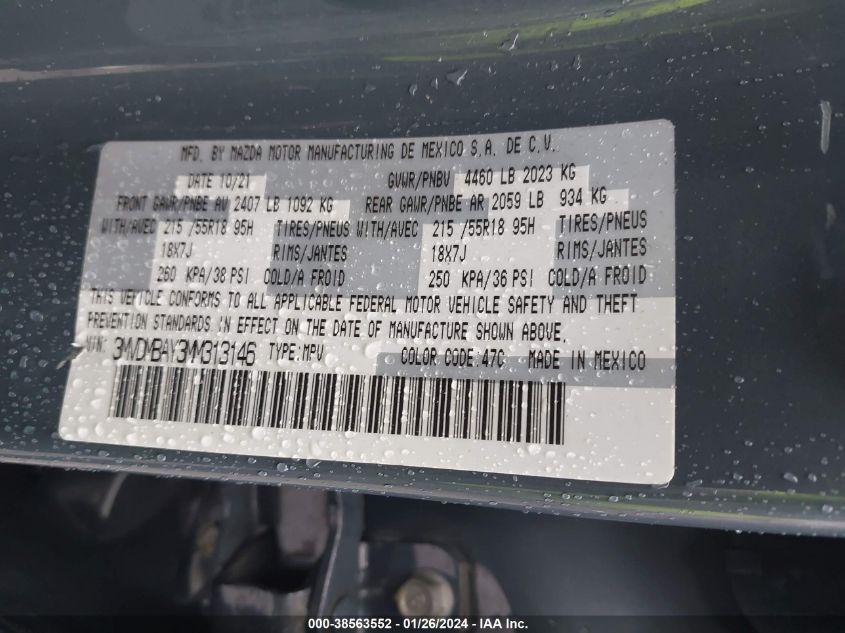 MFD. BY MAZDA MOTOR MANUFACTURING DE MEXICO S.A. DE C.V.
DATE 10/21 GVWR/PNBV 4460 LB 2023 KG
FRONT GAWR/PNBE AV 2407 LB 1092 KG REAR GAWR/PNBE AR 2059 LB 934 KG
WITH/AVEC 215 /55R18 95H TIRES/PNEUS WITH/AVEC 215 /55R18 95H TIRES/PNEUS
18X7J RIMS/JANTES 18X7J RIMS/JANTES
260 KPA/38 PSI COLD/A FROID 250 KPA/36 PSI COLD/A FROID
THIS VEHICLE CONFORMS TO ALL APPLICABLE FEDERAL MOTOR VEHICLE SAFETY AND THEFT
PREVENTION STANDARDS IN EFFECT ON THE DATE OF MANUFACTURE SHOWN ABOVE.
VIN: 3MVDMBAY3NM313146 TYPE:MPV COLOR CODE:47C MADE IN MEXICO
000-38563552 - 01/26/2024 - IAA Inc.